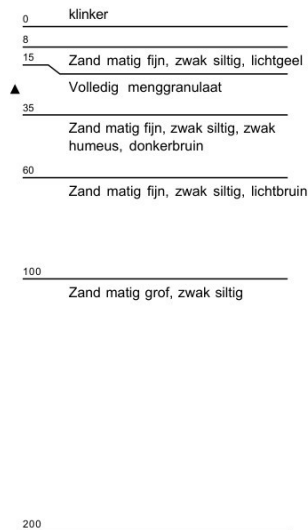 0 klinker
8
15 Zand matig fijn, zwak siltig, lichtgeel
Volledig menggranulaat
35
Zand matig fijn, zwak siltig, zwak
humeus, donkerbruin
60
Zand matig fijn, zwak siltig, lichtbruin
100
Zand matig grof, zwak siltig
200